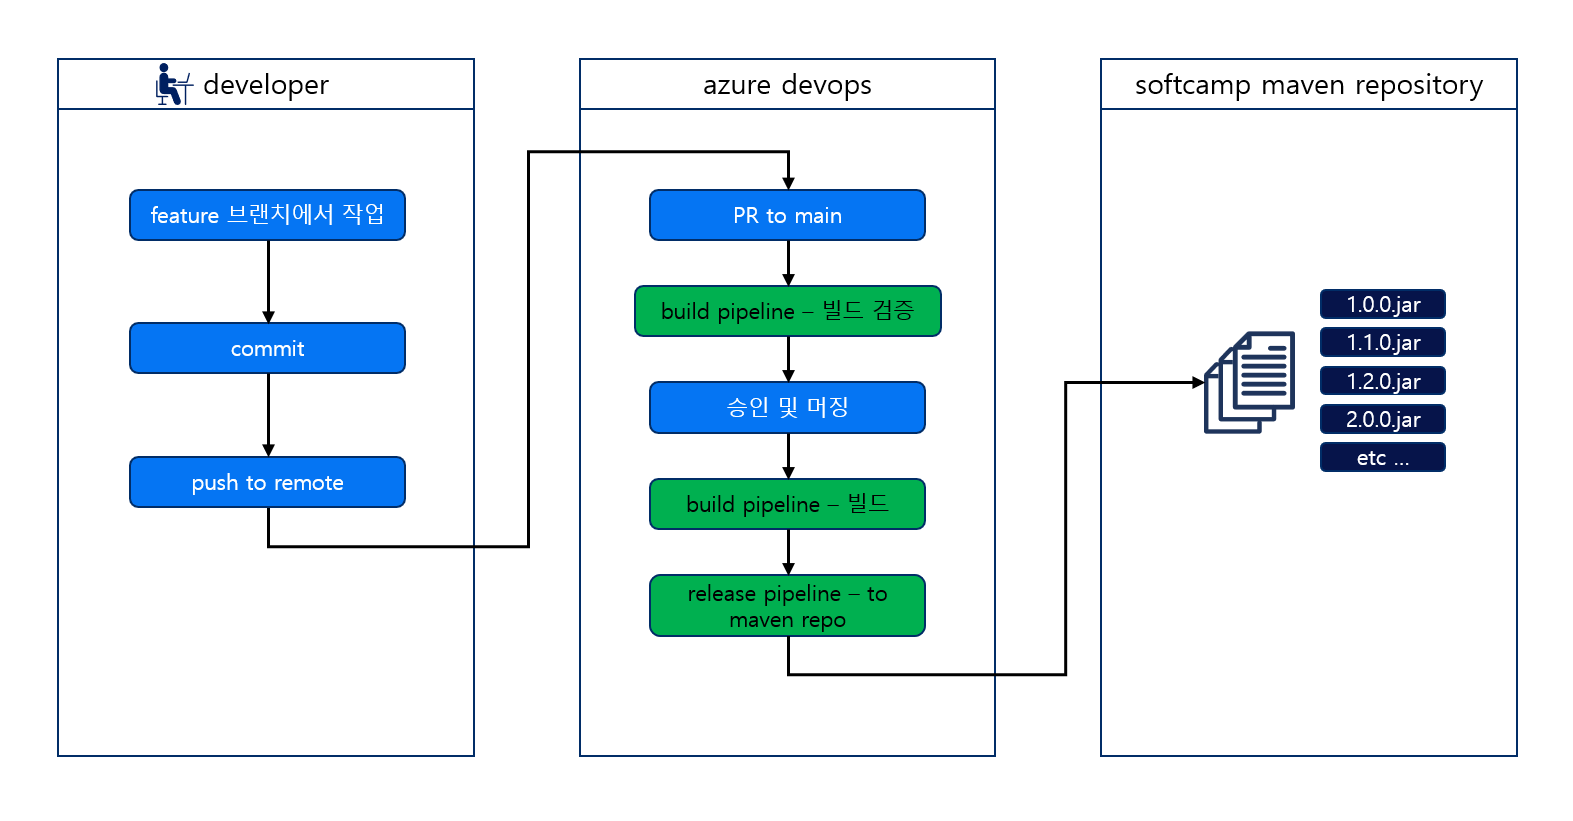 developer
feature 브랜치에서 작업
commit
push to remote
azure devops
PR to main
build pipeline – 빌드 검증
승인 및 머징
build pipeline – 빌드
release pipeline – to
maven repo
softcamp maven repository
1.0.0.jar
1.1.0.jar
1.2.0.jar
2.0.0.jar
etc ...